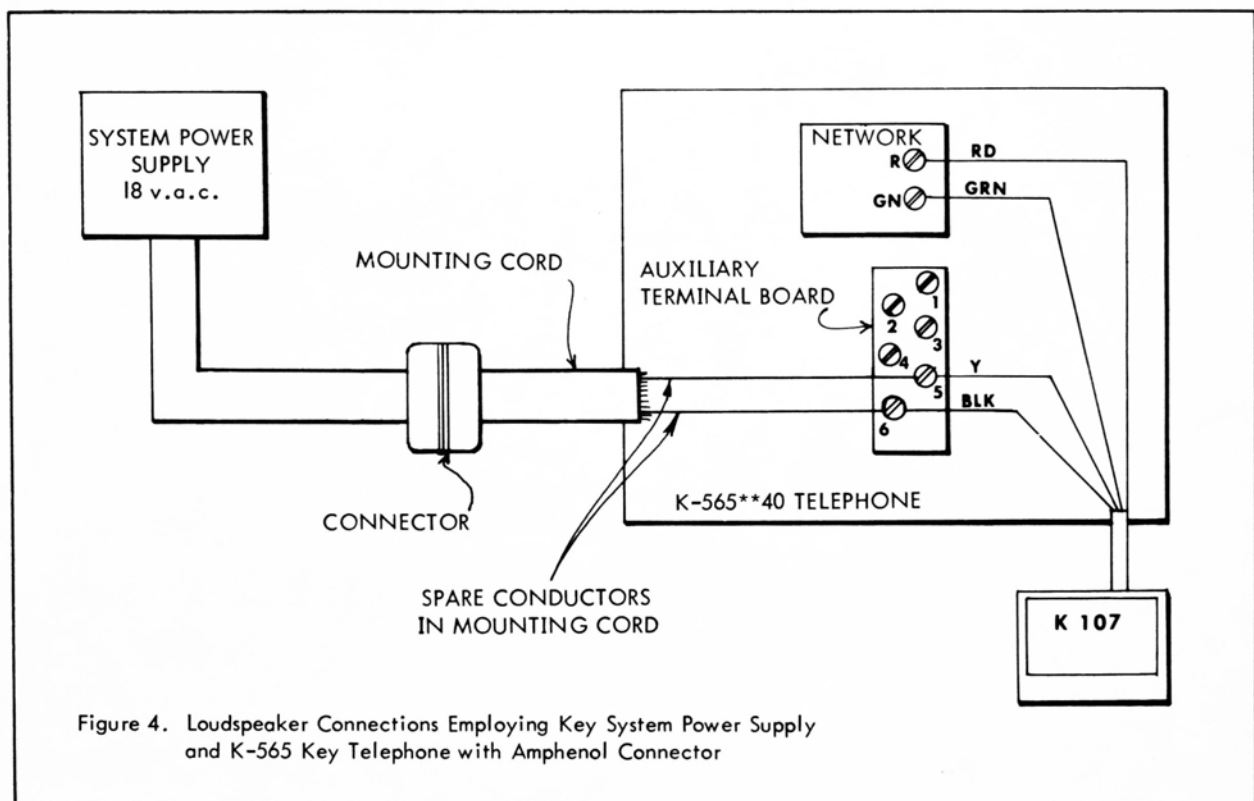 SYSTEM POWER
SUPPLY
18 v.a.c.
NETWORK
R
RD
GN
GRN
MOUNTING CORD
AUXILIARY
TERMINAL BOARD
1
2
3
4
5
Y
6
BLK
CONNECTOR
K-565**40 TELEPHONE
SPARE CONDUCTORS
IN MOUNTING CORD
K 107
Figure 4. Loudspeaker Connections Employing Key System Power Supply
and K-565 Key Telephone with Amphenol Connector